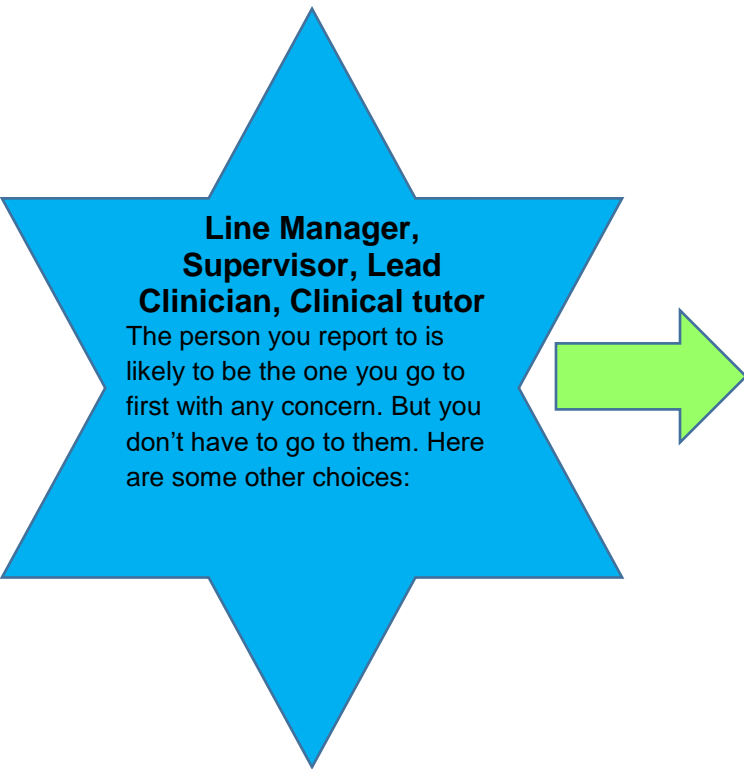 Line Manager,
Supervisor, Lead
Clinician, Clinical tutor
The person you report to is
likely to be the one you go to
first with any concern. But you
don’t have to go to them. Here
are some other choices: